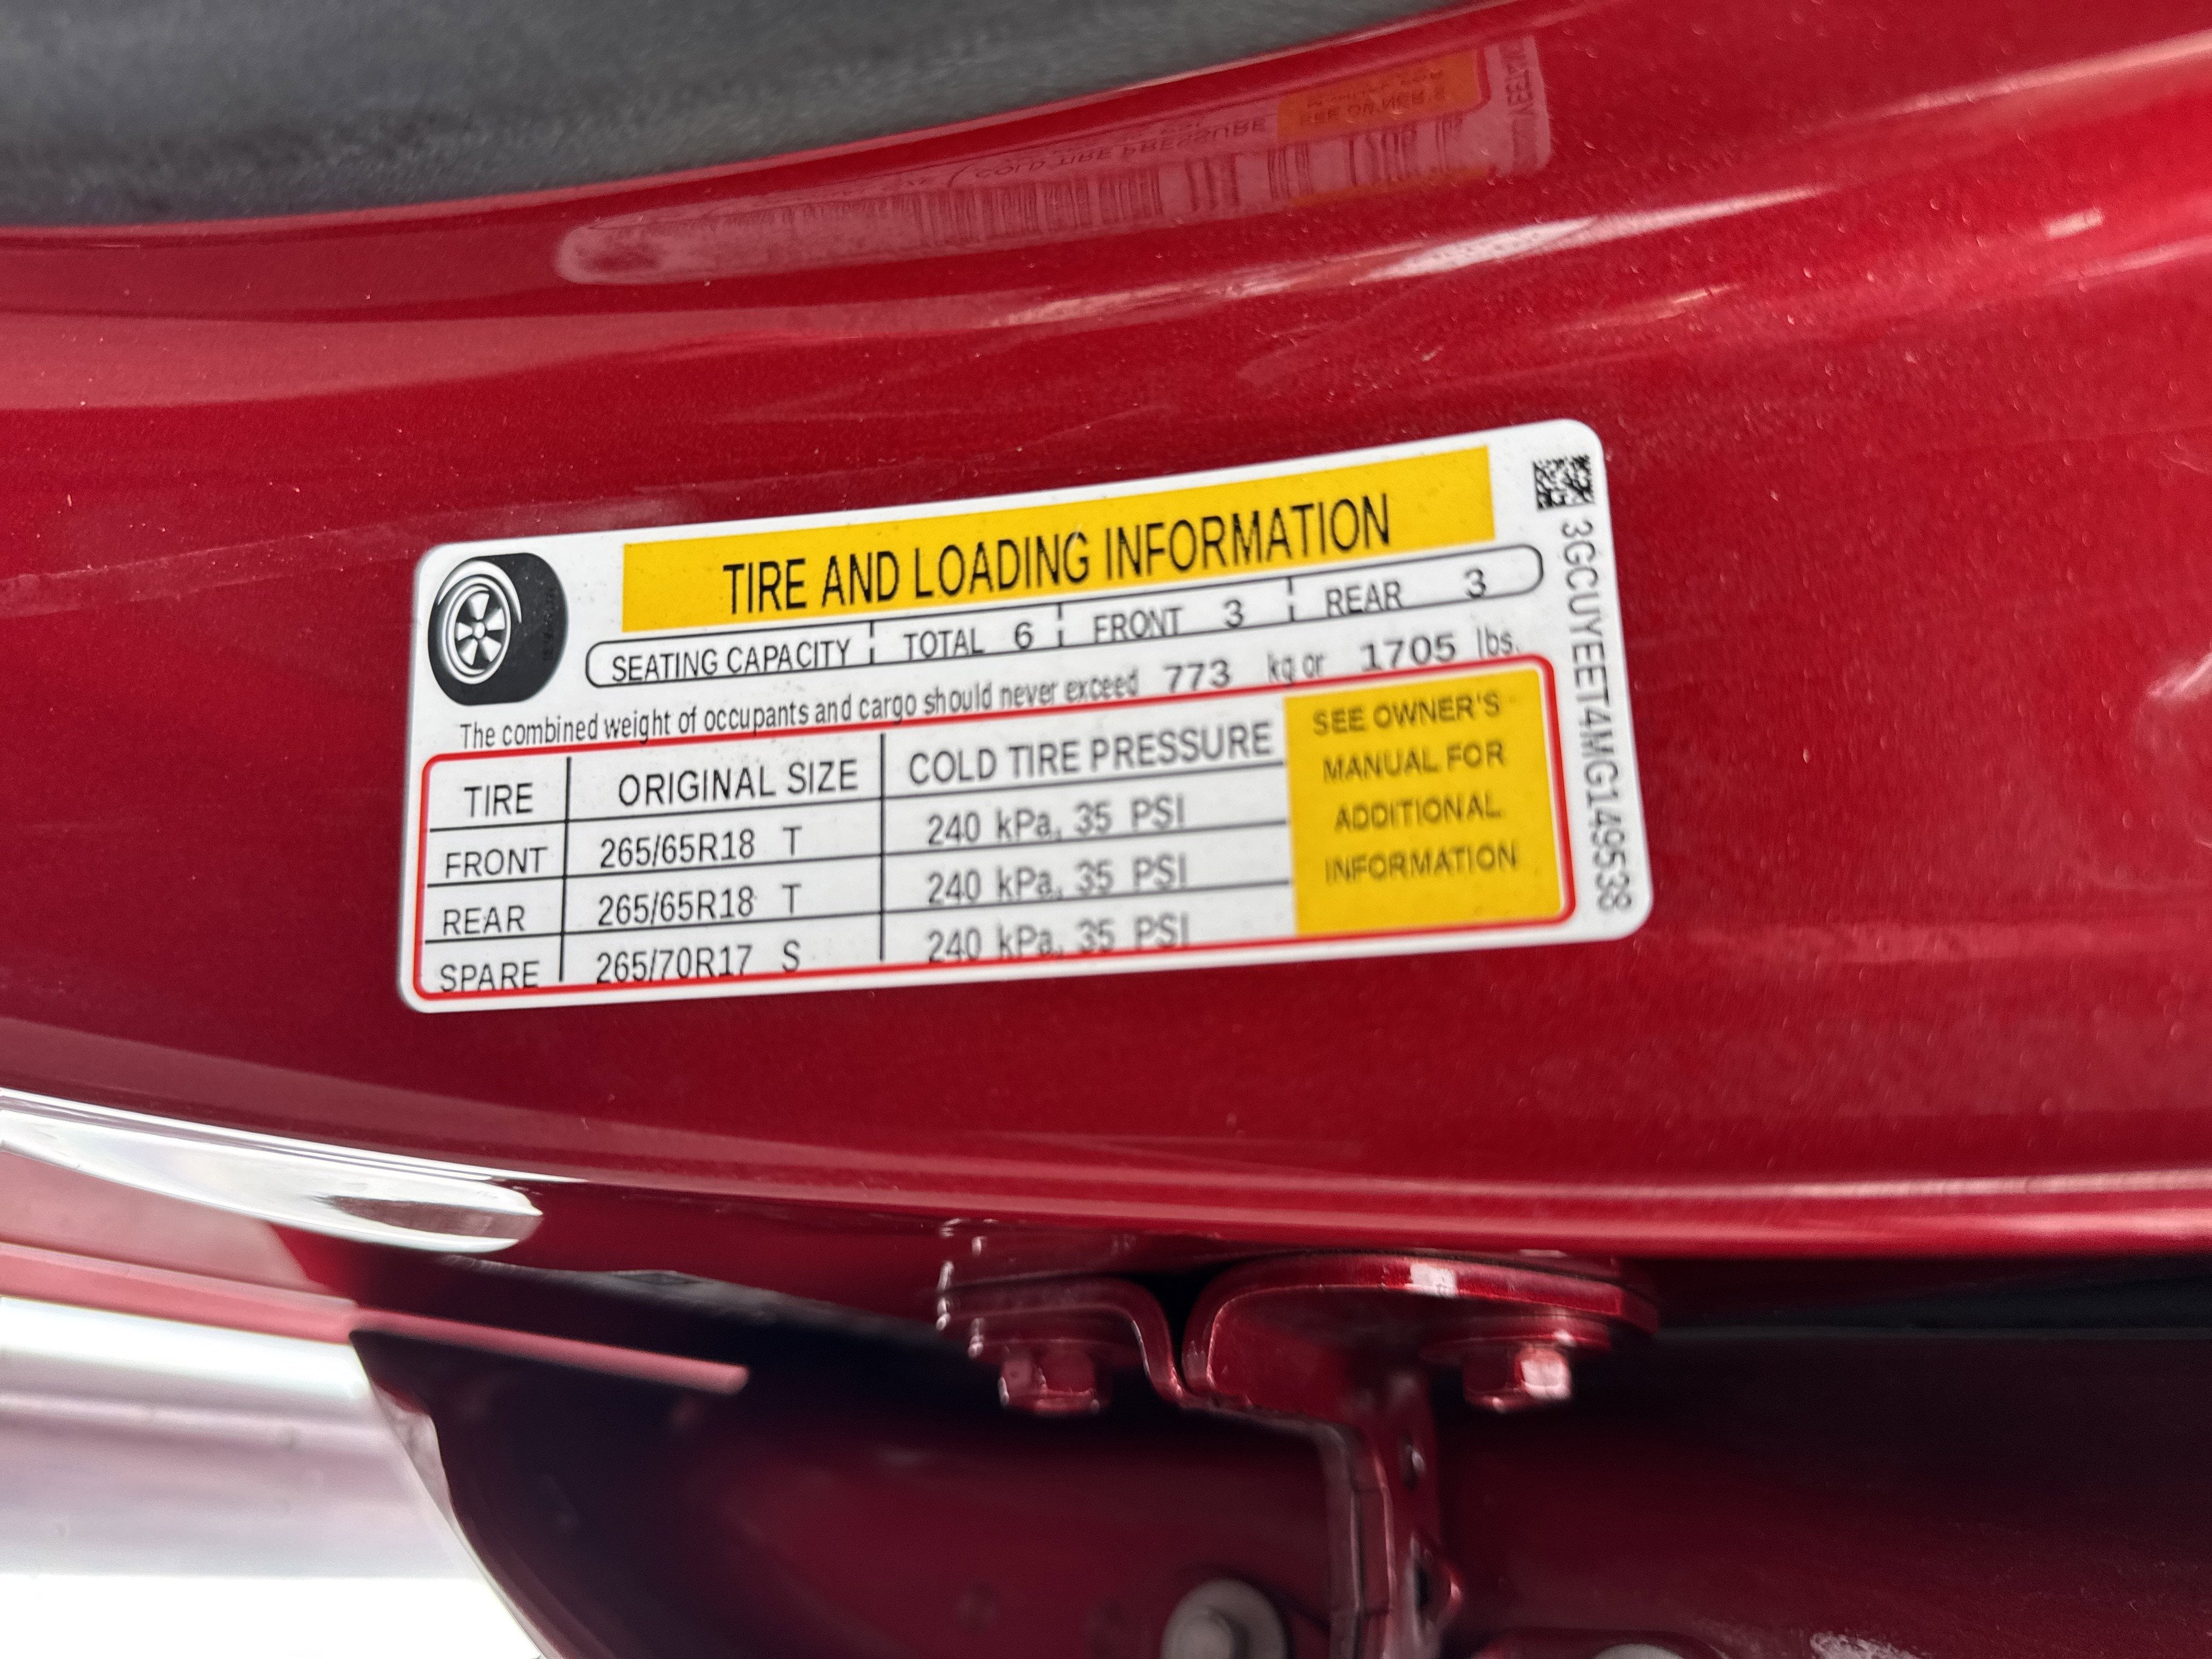 TIRE AND LOADING INFORMATION
SEATING CAPACITY TOTAL 6 FRONT 3 REAR 3
The combined weight of occupants and cargo should never exceed 773 kg or 1705 lbs.
TIRE ORIGINAL SIZE COLD TIRE PRESSURE
FRONT 265/65R18 T 240 kPa, 35 PSI
REAR 265/65R18 T 240 kPa, 35 PSI
SPARE 265/70R17 S 240 kPa, 35 PSI
SEE OWNER'S
MANUAL FOR
ADDITIONAL
INFORMATION
3GCUYEET4MG149538